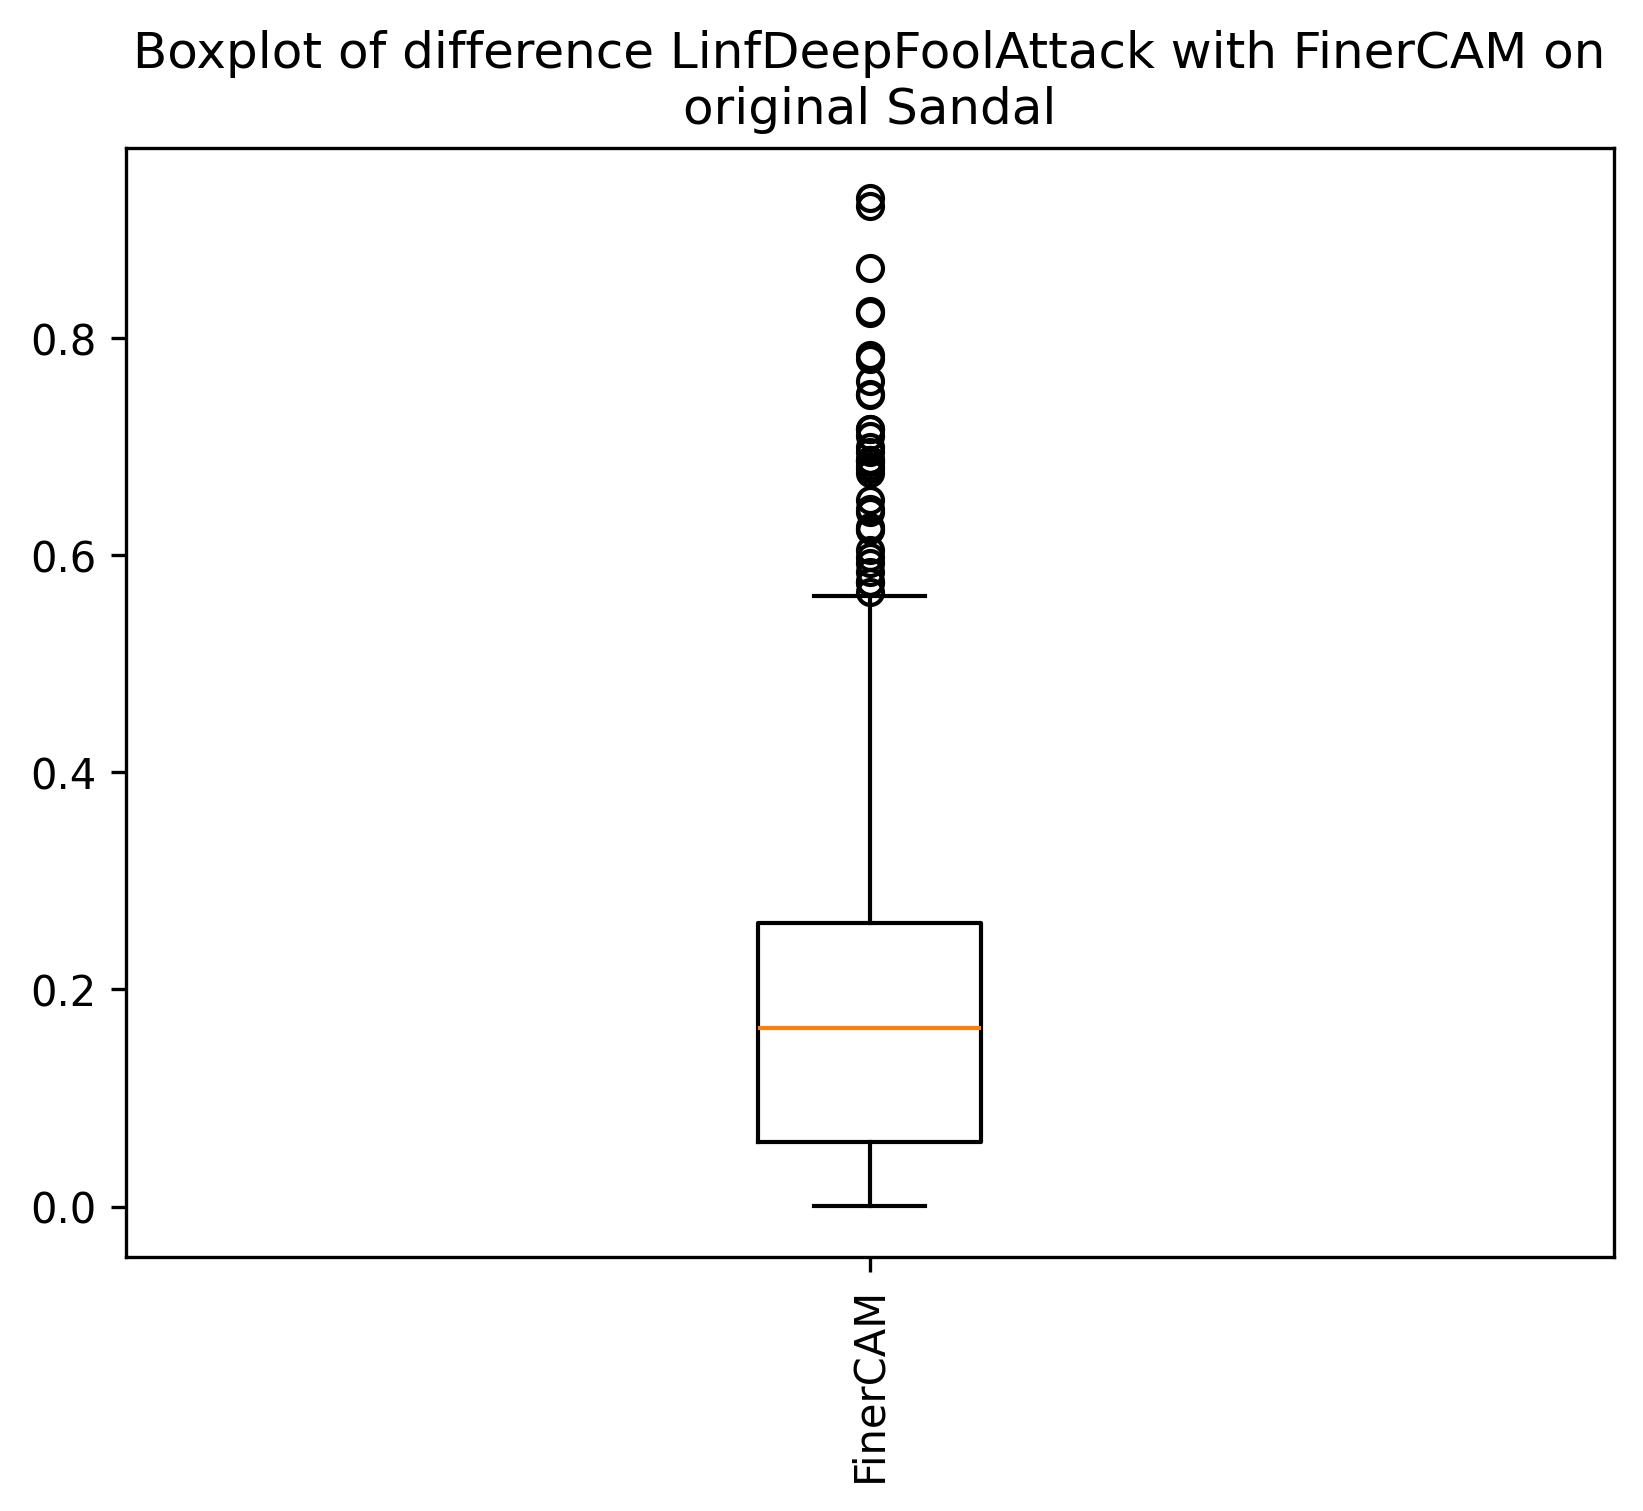 Boxplot of difference LinfDeepFoolAttack with FinerCAM on
original Sandal
0.8
0.6
0.4
0.2
0.0
FinerCAM